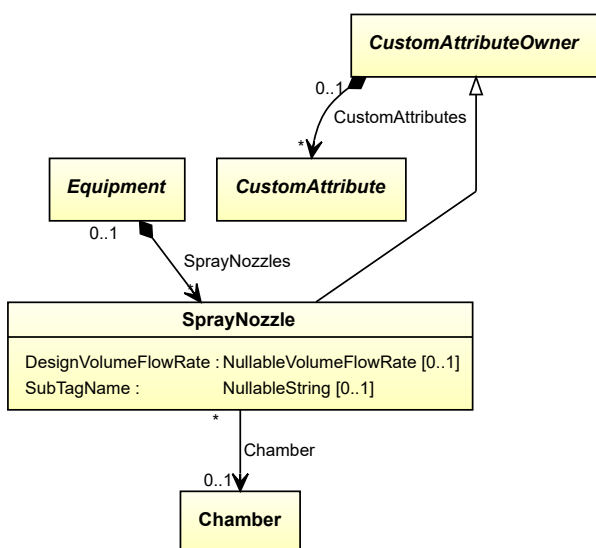 CustomAttributeOwner
0..1
CustomAttributes
*
Equipment
CustomAttribute
0..1
SprayNozzles
*
SprayNozzle
DesignVolumeFlowRate : NullableVolumeFlowRate [0..1]
SubTagName : NullableString [0..1]
*
Chamber
0..1
Chamber